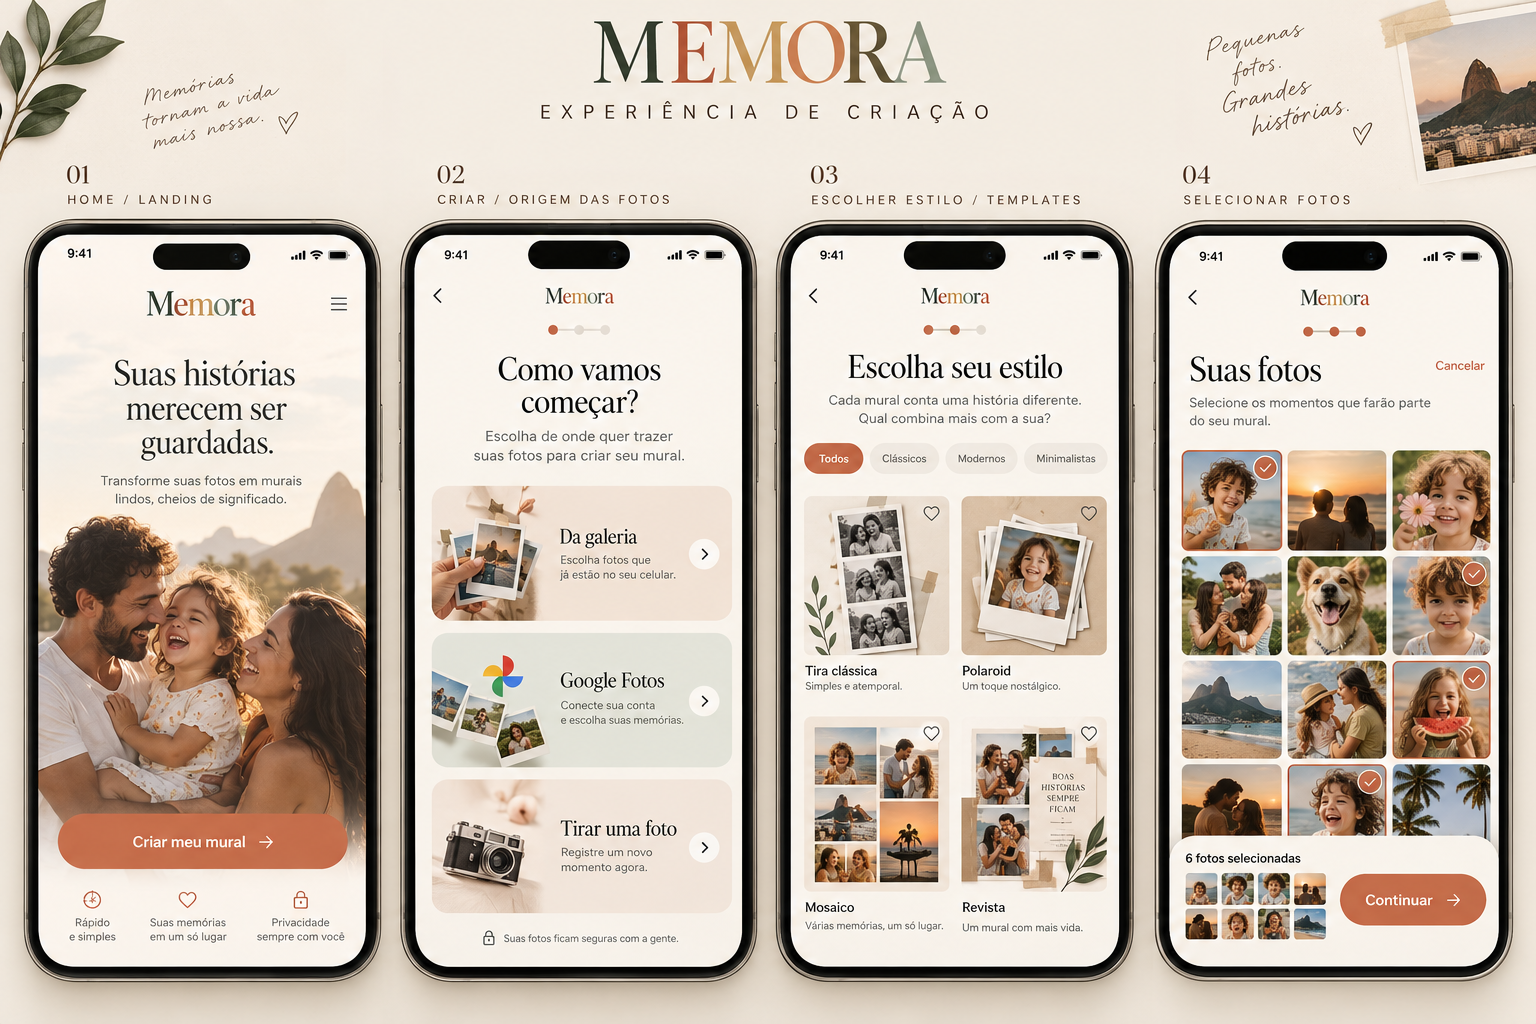 MEMORA
EXPERIÊNCIA DE CRIAÇÃO
Memórias
tornam a vida
mais nossa.
Pequenas
fotos.
Grandes
histórias.
01
HOME / LANDING
9:41
Memora
Suas histórias
merecem ser
guardadas.
Transforme suas fotos em murais
lindos, cheios de significado.
Criar meu mural
Rápido
e simples
Suas memórias
em um só lugar
Privacidade
sempre com você
02
CRIAR / ORIGEM DAS FOTOS
9:41
Memora
Como vamos
começar?
Escolha de onde quer trazer
suas fotos para criar seu mural.
Da galeria
Escolha fotos que
já estão no seu celular.
Google Fotos
Conecte sua conta
e escolha suas memórias.
Tirar uma foto
Registre um novo
momento agora.
Suas fotos ficam seguras com a gente.
03
ESCOLHER ESTILO / TEMPLATES
9:41
Memora
Escolha seu estilo
Cada mural conta uma história diferente.
Qual combina mais com a sua?
Todos
Clássicos
Modernos
Minimalistas
Tira clássica
Simples e atemporal.
Polaroid
Um toque nostálgico.
BOAS
HISTÓRIAS
SEMPRE
FICAM
Mosaico
Várias memórias, um só lugar.
Revista
Um mural com mais vida.
04
SELECIONAR FOTOS
9:41
Memora
Suas fotos
Cancelar
Selecione os momentos que farão parte
do seu mural.
6 fotos selecionadas
Continuar